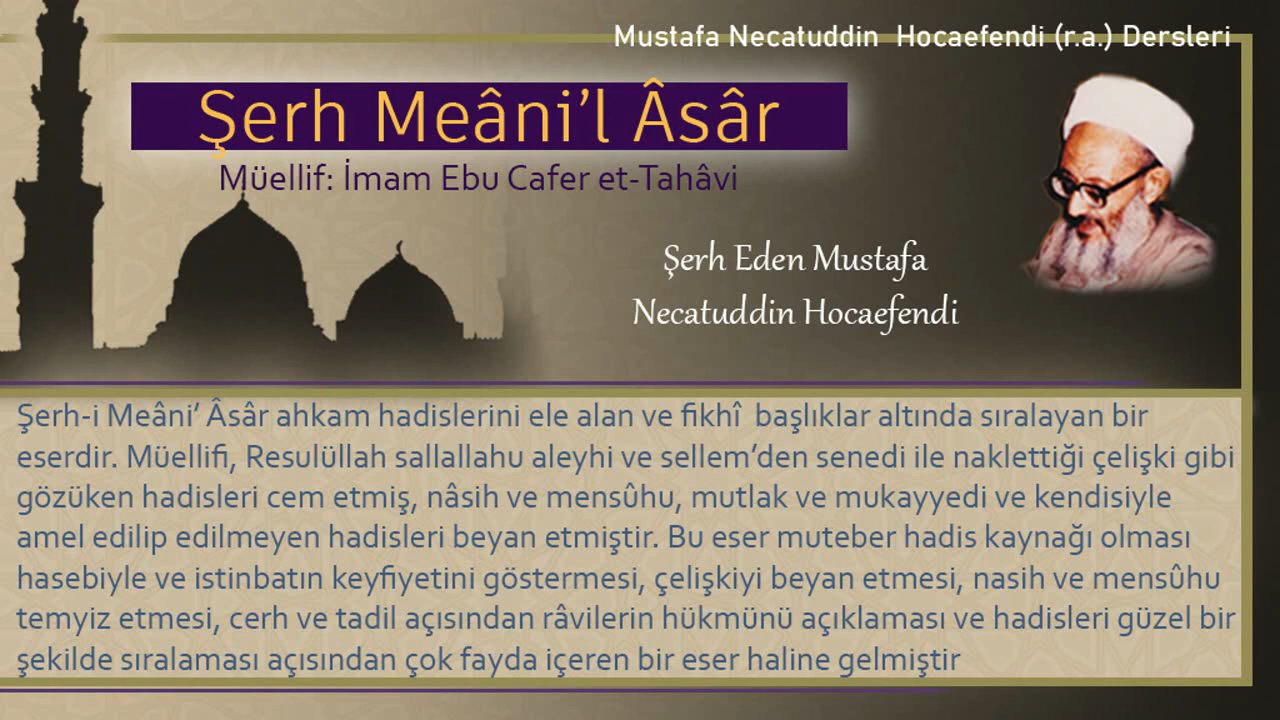 Mustafa Necatuddin Hocaefendi (r.a.) Dersleri
Şerh Meâni’l Âsâr
Müellif: İmam Ebu Cafer et-Tahâvi
Şerh Eden Mustafa
Necatuddin Hocaefendi
Şerh-i Meâni’ Âsâr ahkam hadislerini ele alan ve fıkhî başlıklar altında sıralayan bir
eserdir. Müellifi, Resulüllah sallallahu aleyhi ve sellem’den senedi ile naklettiği çelişki gibi
gözüken hadisleri cem etmiş, nâsih ve mensûhu, mutlak ve mukayyedi ve kendisiyle
amel edilip edilmeyen hadisleri beyan etmiştir. Bu eser muteber hadis kaynağı olması
hasebiyle ve istinbatın keyfiyetini göstermesi, çelişkiyi beyan etmesi, nasih ve mensûhu
temyiz etmesi, cerh ve tadil açısından râvilerin hükmünü açıklaması ve hadisleri güzel bir
şekilde sıralaması açısından çok fayda içeren bir eser haline gelmiştir